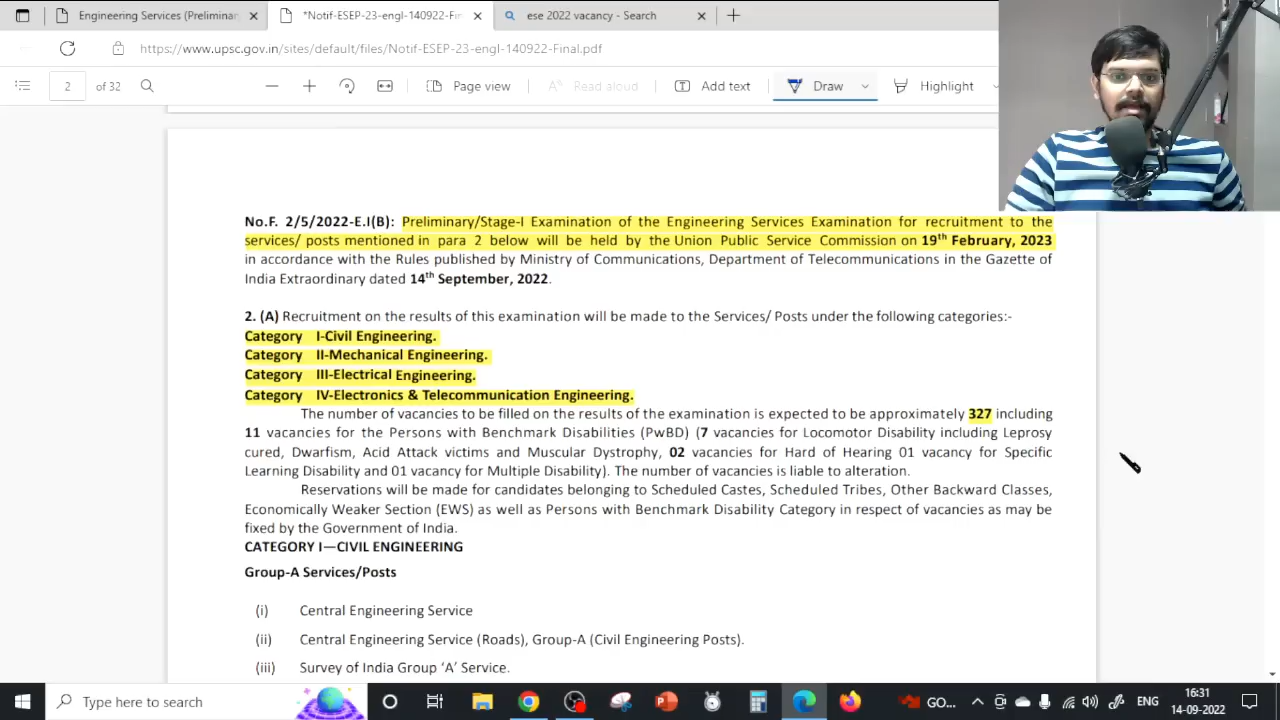 Engineering Services (Preliminar
*Notif-ESEP-23-engl-140922-Fin
ese 2022 vacancy - Search
https://www.upsc.gov.in/sites/default/files/Notif-ESEP-23-engl-140922-Final.pdf
2 of 32
Page view
Read aloud
Add text
Draw
Highlight
No.F. 2/5/2022-E.I(B): Preliminary/Stage-I Examination of the Engineering Services Examination for recruitment to the
services/ posts mentioned in para 2 below will be held by the Union Public Service Commission on 19th February, 2023
in accordance with the Rules published by Ministry of Communications, Department of Telecommunications in the Gazette of
India Extraordinary dated 14th September, 2022.
2. (A) Recruitment on the results of this examination will be made to the Services/ Posts under the following categories:-
Category I-Civil Engineering.
Category II-Mechanical Engineering.
Category III-Electrical Engineering.
Category IV-Electronics & Telecommunication Engineering.
The number of vacancies to be filled on the results of the examination is expected to be approximately 327 including
11 vacancies for the Persons with Benchmark Disabilities (PwBD) (7 vacancies for Locomotor Disability including Leprosy
cured, Dwarfism, Acid Attack victims and Muscular Dystrophy, 02 vacancies for Hard of Hearing 01 vacancy for Specific
Learning Disability and 01 vacancy for Multiple Disability). The number of vacancies is liable to alteration.
Reservations will be made for candidates belonging to Scheduled Castes, Scheduled Tribes, Other Backward Classes,
Economically Weaker Section (EWS) as well as Persons with Benchmark Disability Category in respect of vacancies as may be
fixed by the Government of India.
CATEGORY I—CIVIL ENGINEERING
Group-A Services/Posts
(i) Central Engineering Service
(ii) Central Engineering Service (Roads), Group-A (Civil Engineering Posts).
(iii) Survey of India Group 'A' Service.
Type here to search
GO...
ENG
16:31
14-09-2022